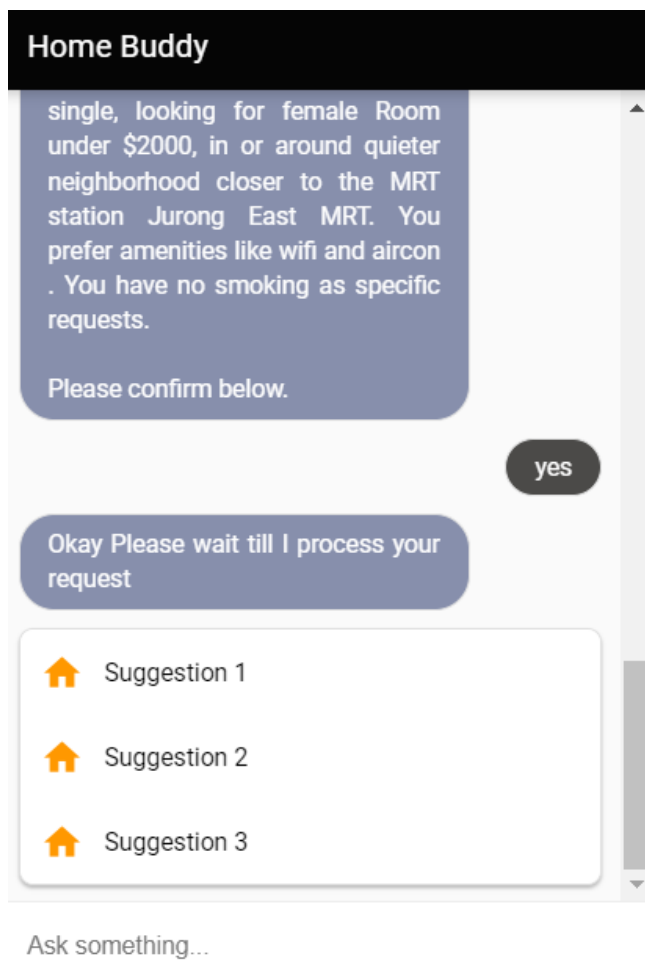 Home Buddy
single, looking for female Room
under $2000, in or around quieter
neighborhood closer to the MRT
station Jurong East MRT. You
prefer amenities like wifi and aircon
. You have no smoking as specific
requests.
Please confirm below.
yes
Okay Please wait till I process your
request
Suggestion 1
Suggestion 2
Suggestion 3
Ask something...